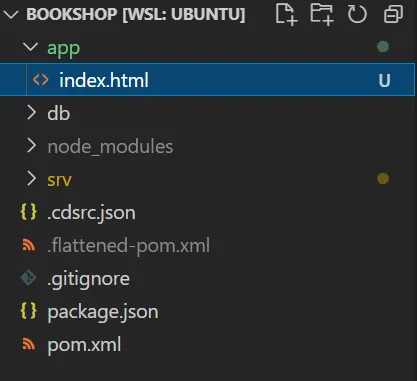 BOOKSHOP [WSL: UBUNTU]
app
index.html U
db
node_modules
srv
.cdsrc.json
.flattened-pom.xml
.gitignore
package.json
pom.xml